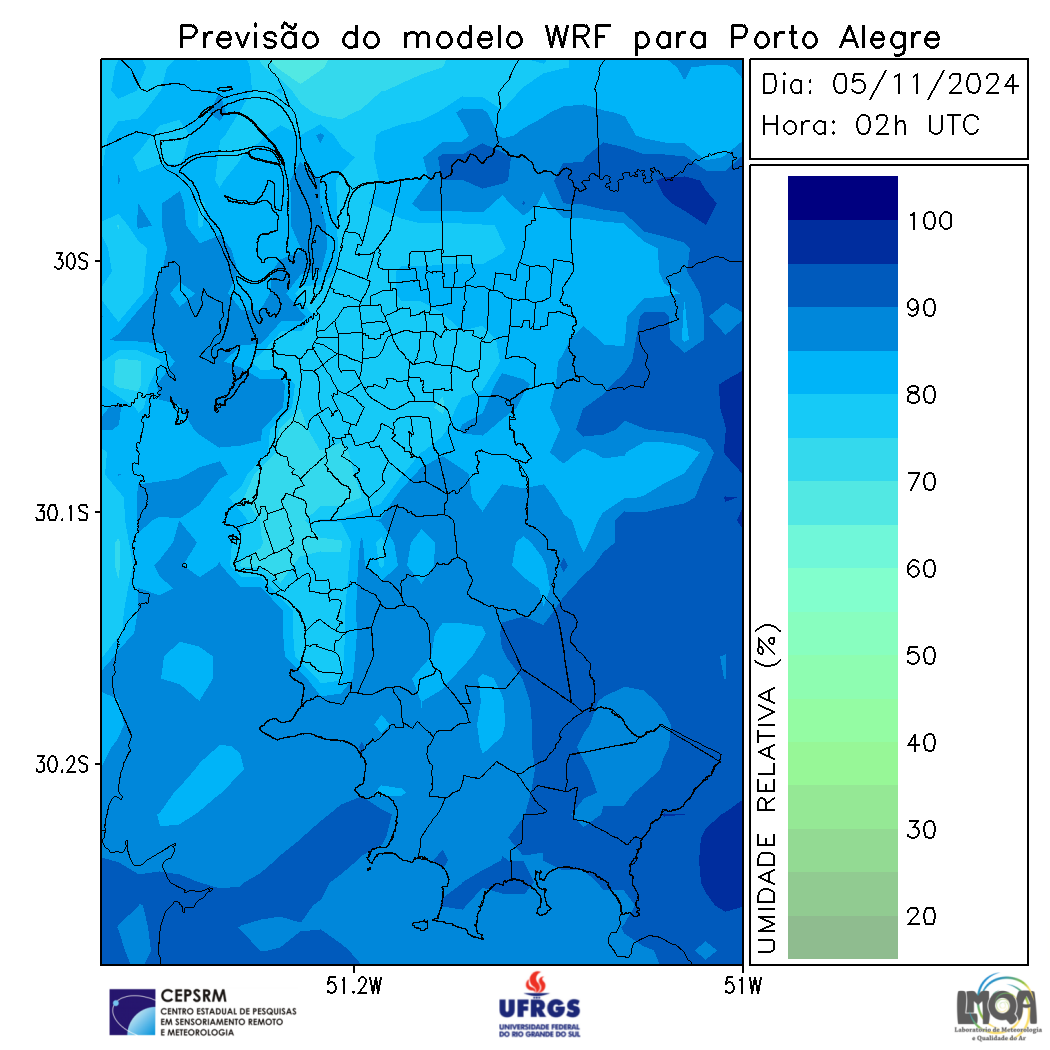 Previsão do modelo WRF para Porto Alegre
Dia: 05/11/2024
Hora: 02h UTC
100
90
80
70
60
50
40
30
20
UMIDADE RELATIVA (%)
30S
30.1S
30.2S
51.2W
51W
CEPSRM
CENTRO ESTADUAL DE PESQUISAS
EM SENSORIAMENTO REMOTO
E METEOROLOGIA
UFRGS
UNIVERSIDADE FEDERAL
DO RIO GRANDE DO SUL
LMQA
Laboratório de Meteorologia
e Qualidade do Ar